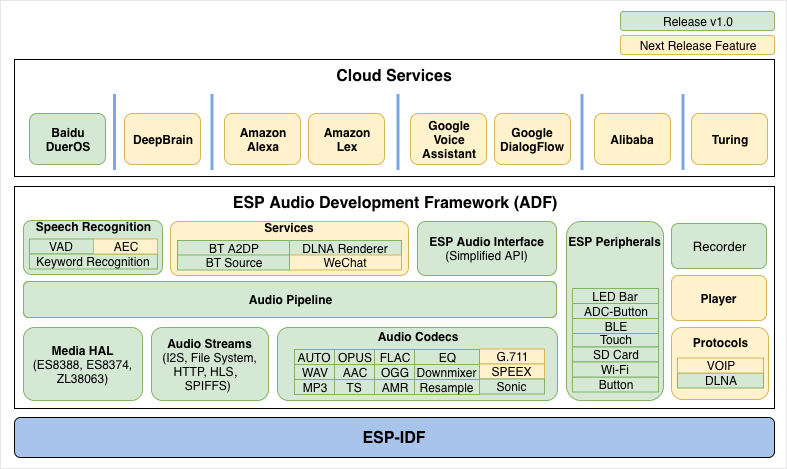 Release v1.0
Next Release Feature
Cloud Services
Baidu
DuerOS
DeepBrain
Amazon
Alexa
Amazon
Lex
Google
Voice
Assistant
Google
DialogFlow
Alibaba
Turing
ESP Audio Development Framework (ADF)
Speech Recognition
VAD AEC
Keyword Recognition
Services
BT A2DP DLNA Renderer
BT Source WeChat
ESP Audio Interface
(Simplified API)
ESP Peripherals
LED Bar
ADC-Button
BLE
Touch
SD Card
Wi-Fi
Button
Recorder
Player
Protocols
VOIP
DLNA
Audio Pipeline
Media HAL
(ES8388, ES8374,
ZL38063)
Audio Streams
(I2S, File System,
HTTP, HLS,
SPIFFS)
Audio Codecs
AUTO OPUS FLAC EQ G.711
WAV AAC OGG Downmixer SPEEX
MP3 TS AMR Resample Sonic
ESP-IDF